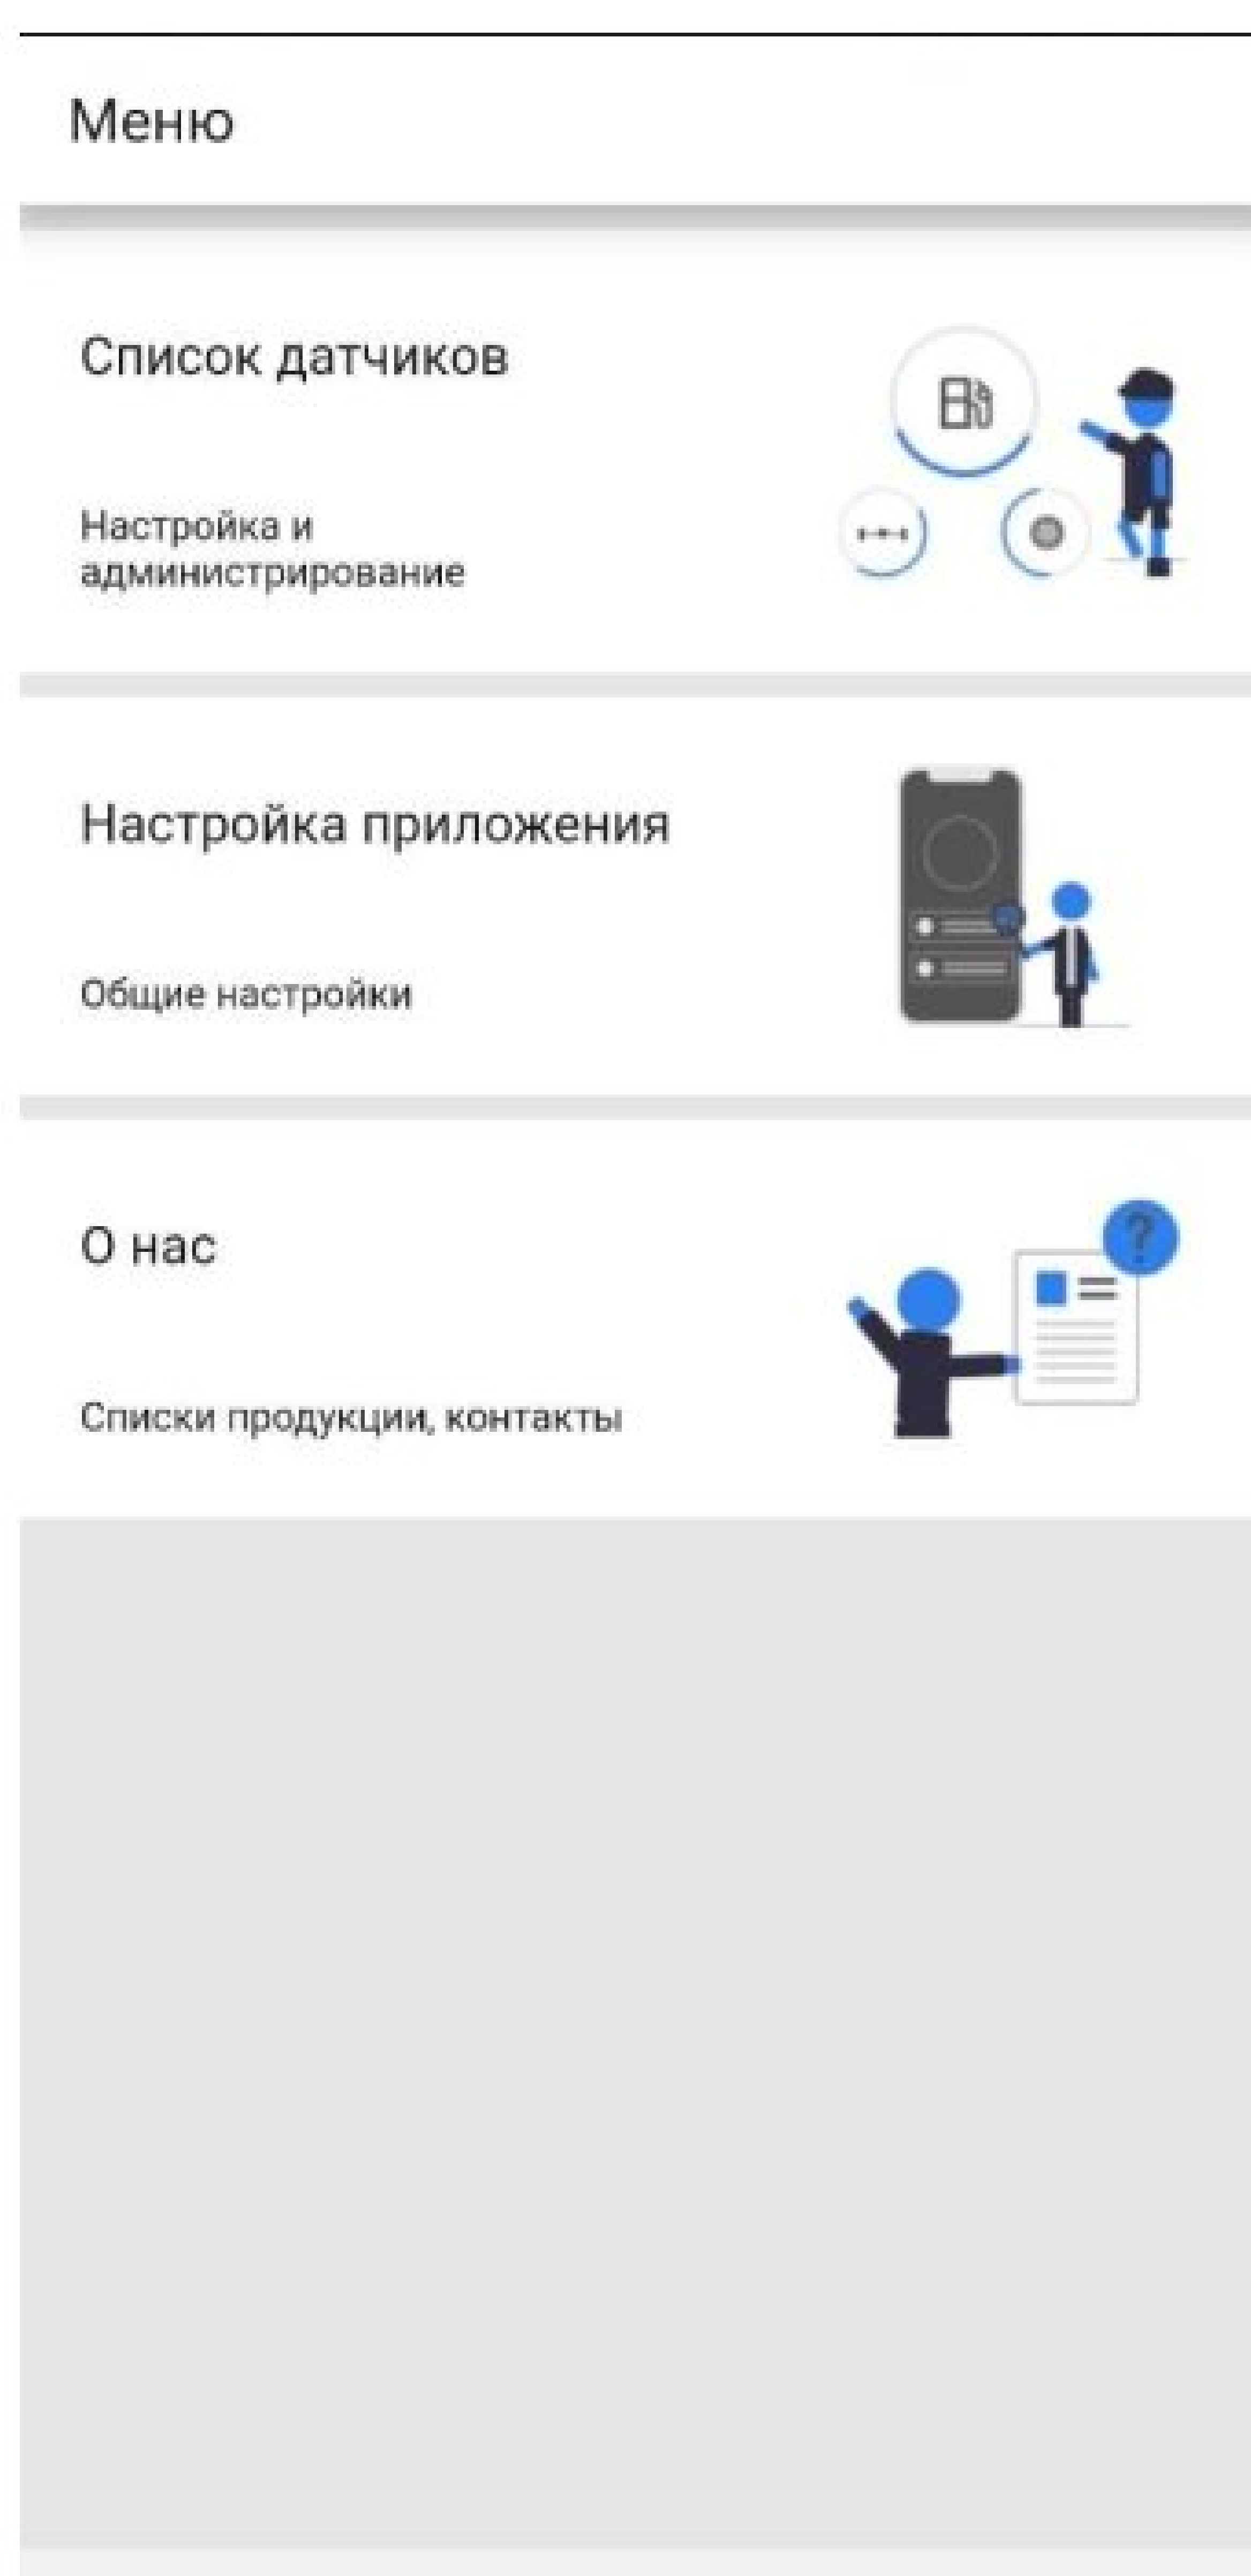 Меню
Список датчиков
Настройка и
администрирование
Настройка приложения
Общие настройки
О нас
Списки продукции, контакты
?